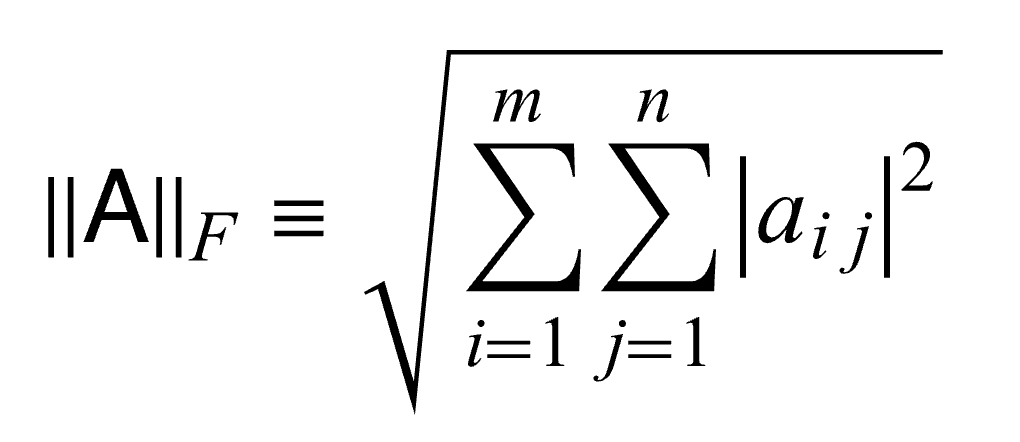 ‖A‖_F ≡ √(∑_{i=1}^{m} ∑_{j=1}^{n} |a_{ij}|^2)